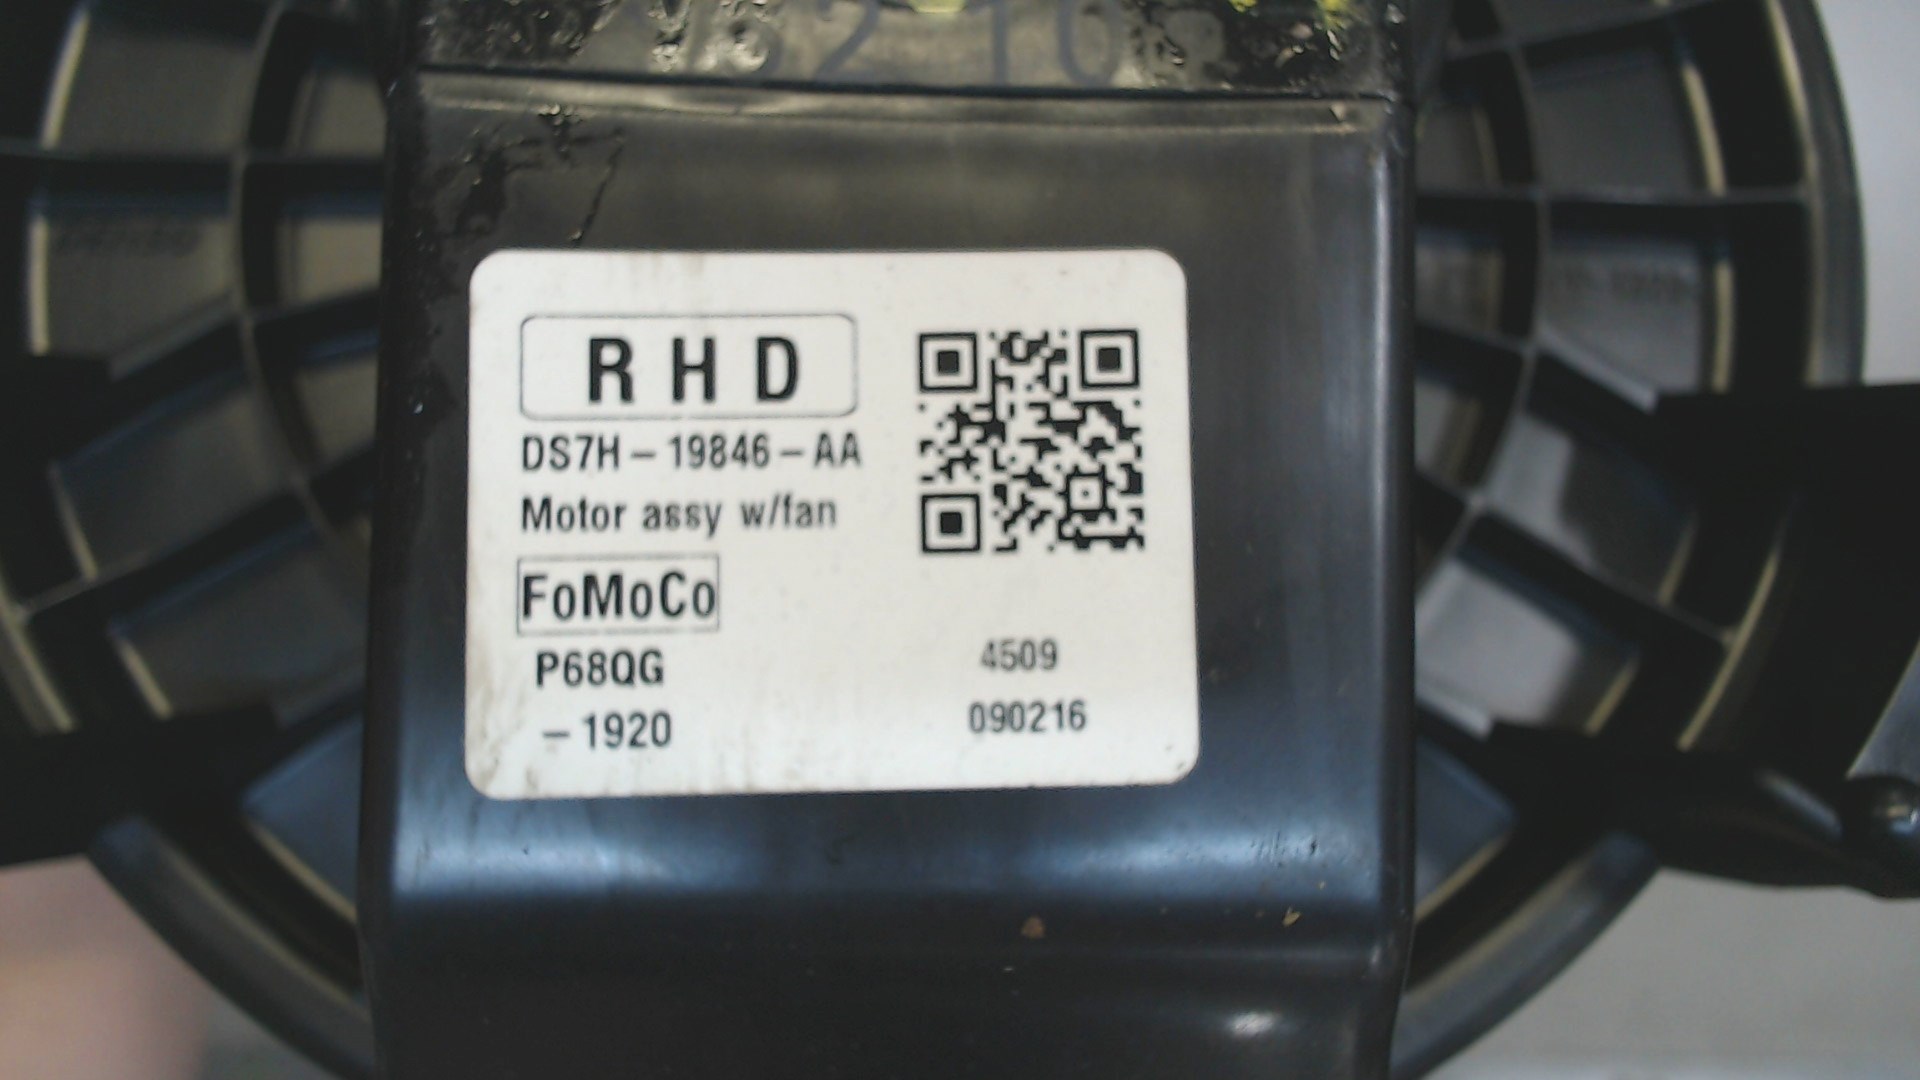 RHD
DS7H-19846-AA
Motor assy w/fan
FoMoCo
P68QG
4509
-1920
090216